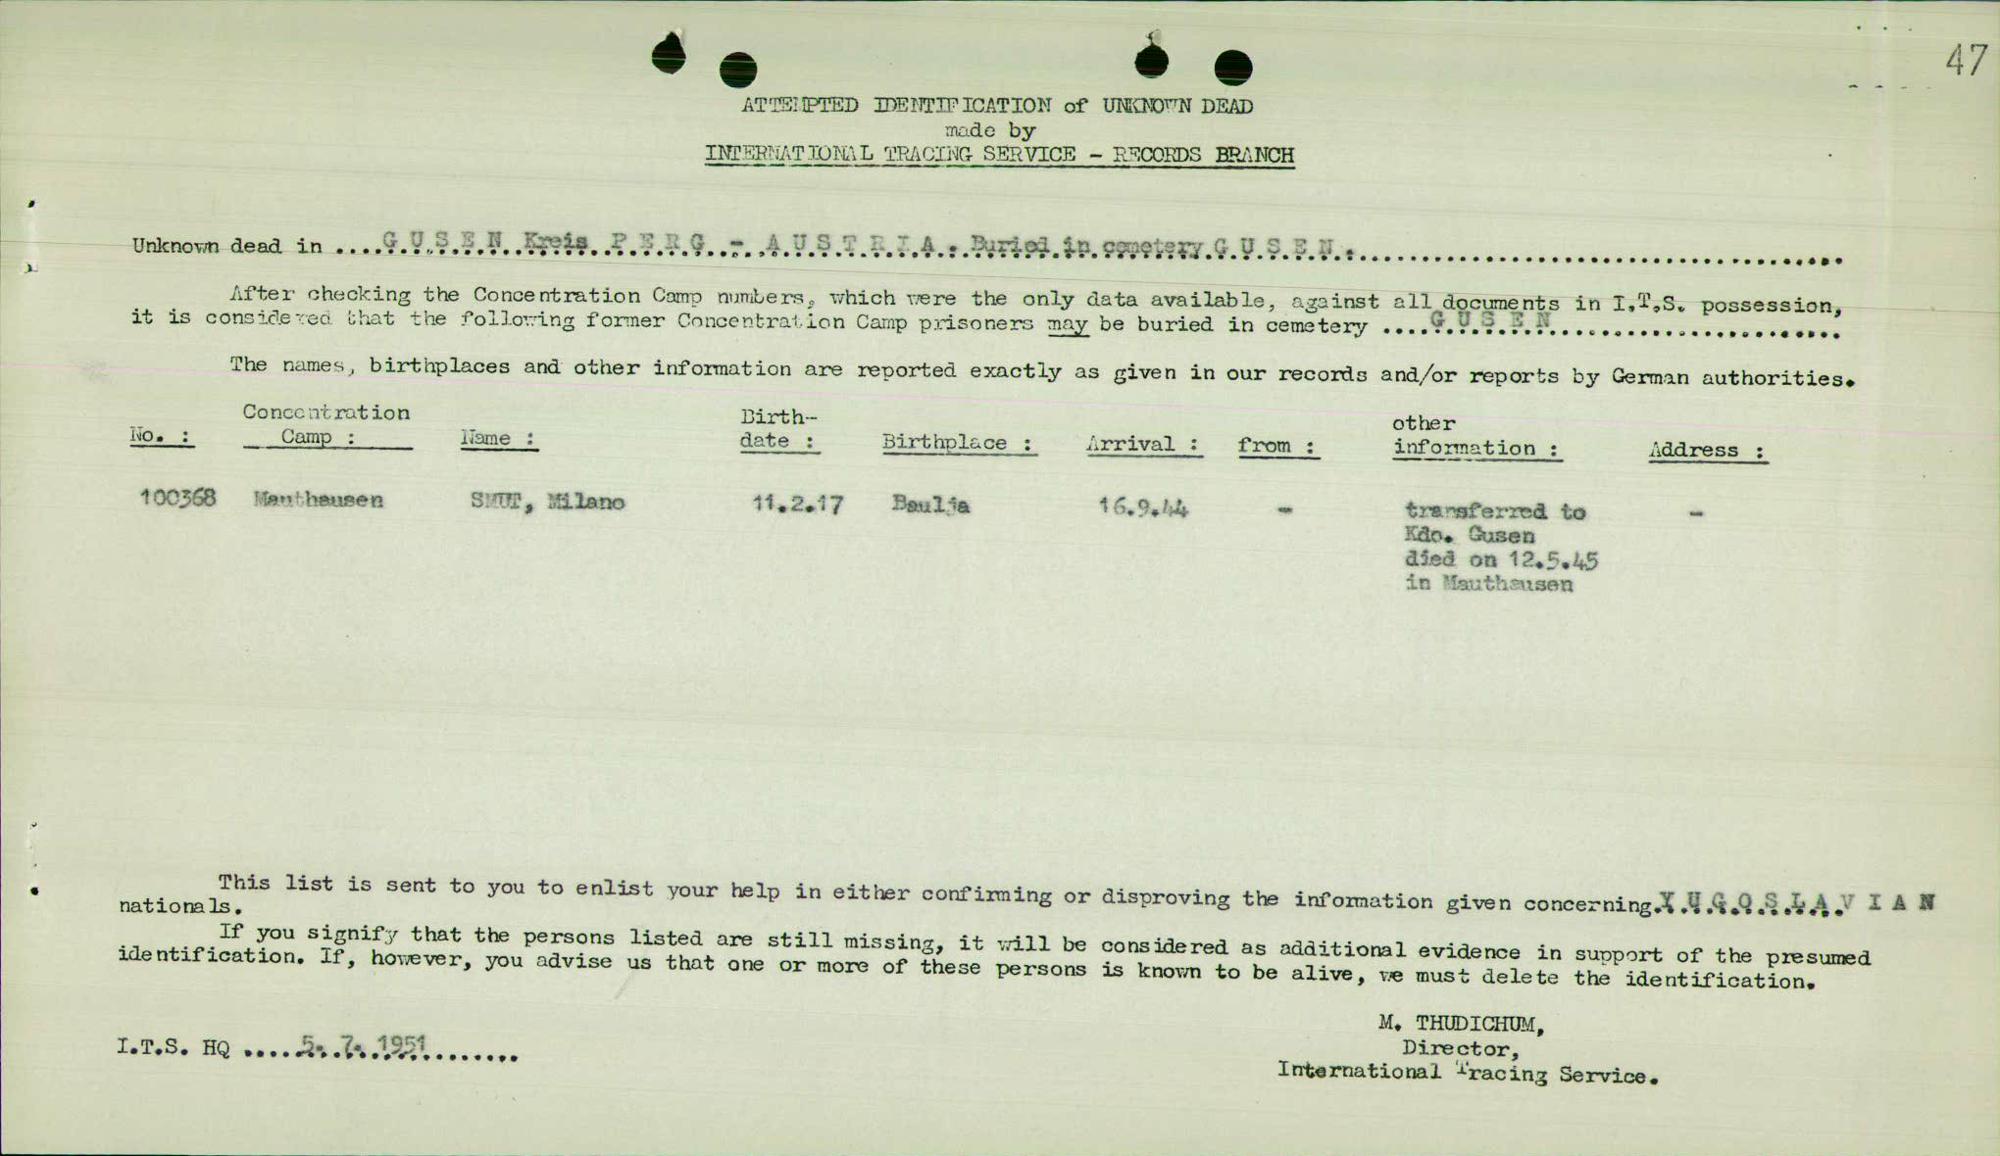 47
ATTEMPTED IDENTIFICATION of UNKNOWN DEAD
made by
INTERNATIONAL TRACING SERVICE - RECORDS BRANCH
Unknown dead in ....G U S E N Kreis P E R G - A U S T R I A. Buried in cemetery G U S E N.
After checking the Concentration Camp numbers, which were the only data available, against all documents in I.T.S. possession,
it is considered that the following former Concentration Camp prisoners may be buried in cemetery ....G U S E N
The names, birthplaces and other information are reported exactly as given in our records and/or reports by German authorities.
No. : Concentration Camp : Name : Birth-date : Birthplace : Arrival : from : other information : Address :
100368 Mauthausen SMUT, Milano 11.2.17 Baulja 16.9.44 - transferred to -
Kdo. Gusen
died on 12.5.45
in Mauthausen
This list is sent to you to enlist your help in either confirming or disproving the information given concerning Y U G O S L A V I A N
nationals.
If you signify that the persons listed are still missing, it will be considered as additional evidence in support of the presumed
identification. If, however, you advise us that one or more of these persons is known to be alive, we must delete the identification.
M. THUDICHUM,
Director,
I.T.S. HQ .....5. 7. 1951
International Tracing Service.